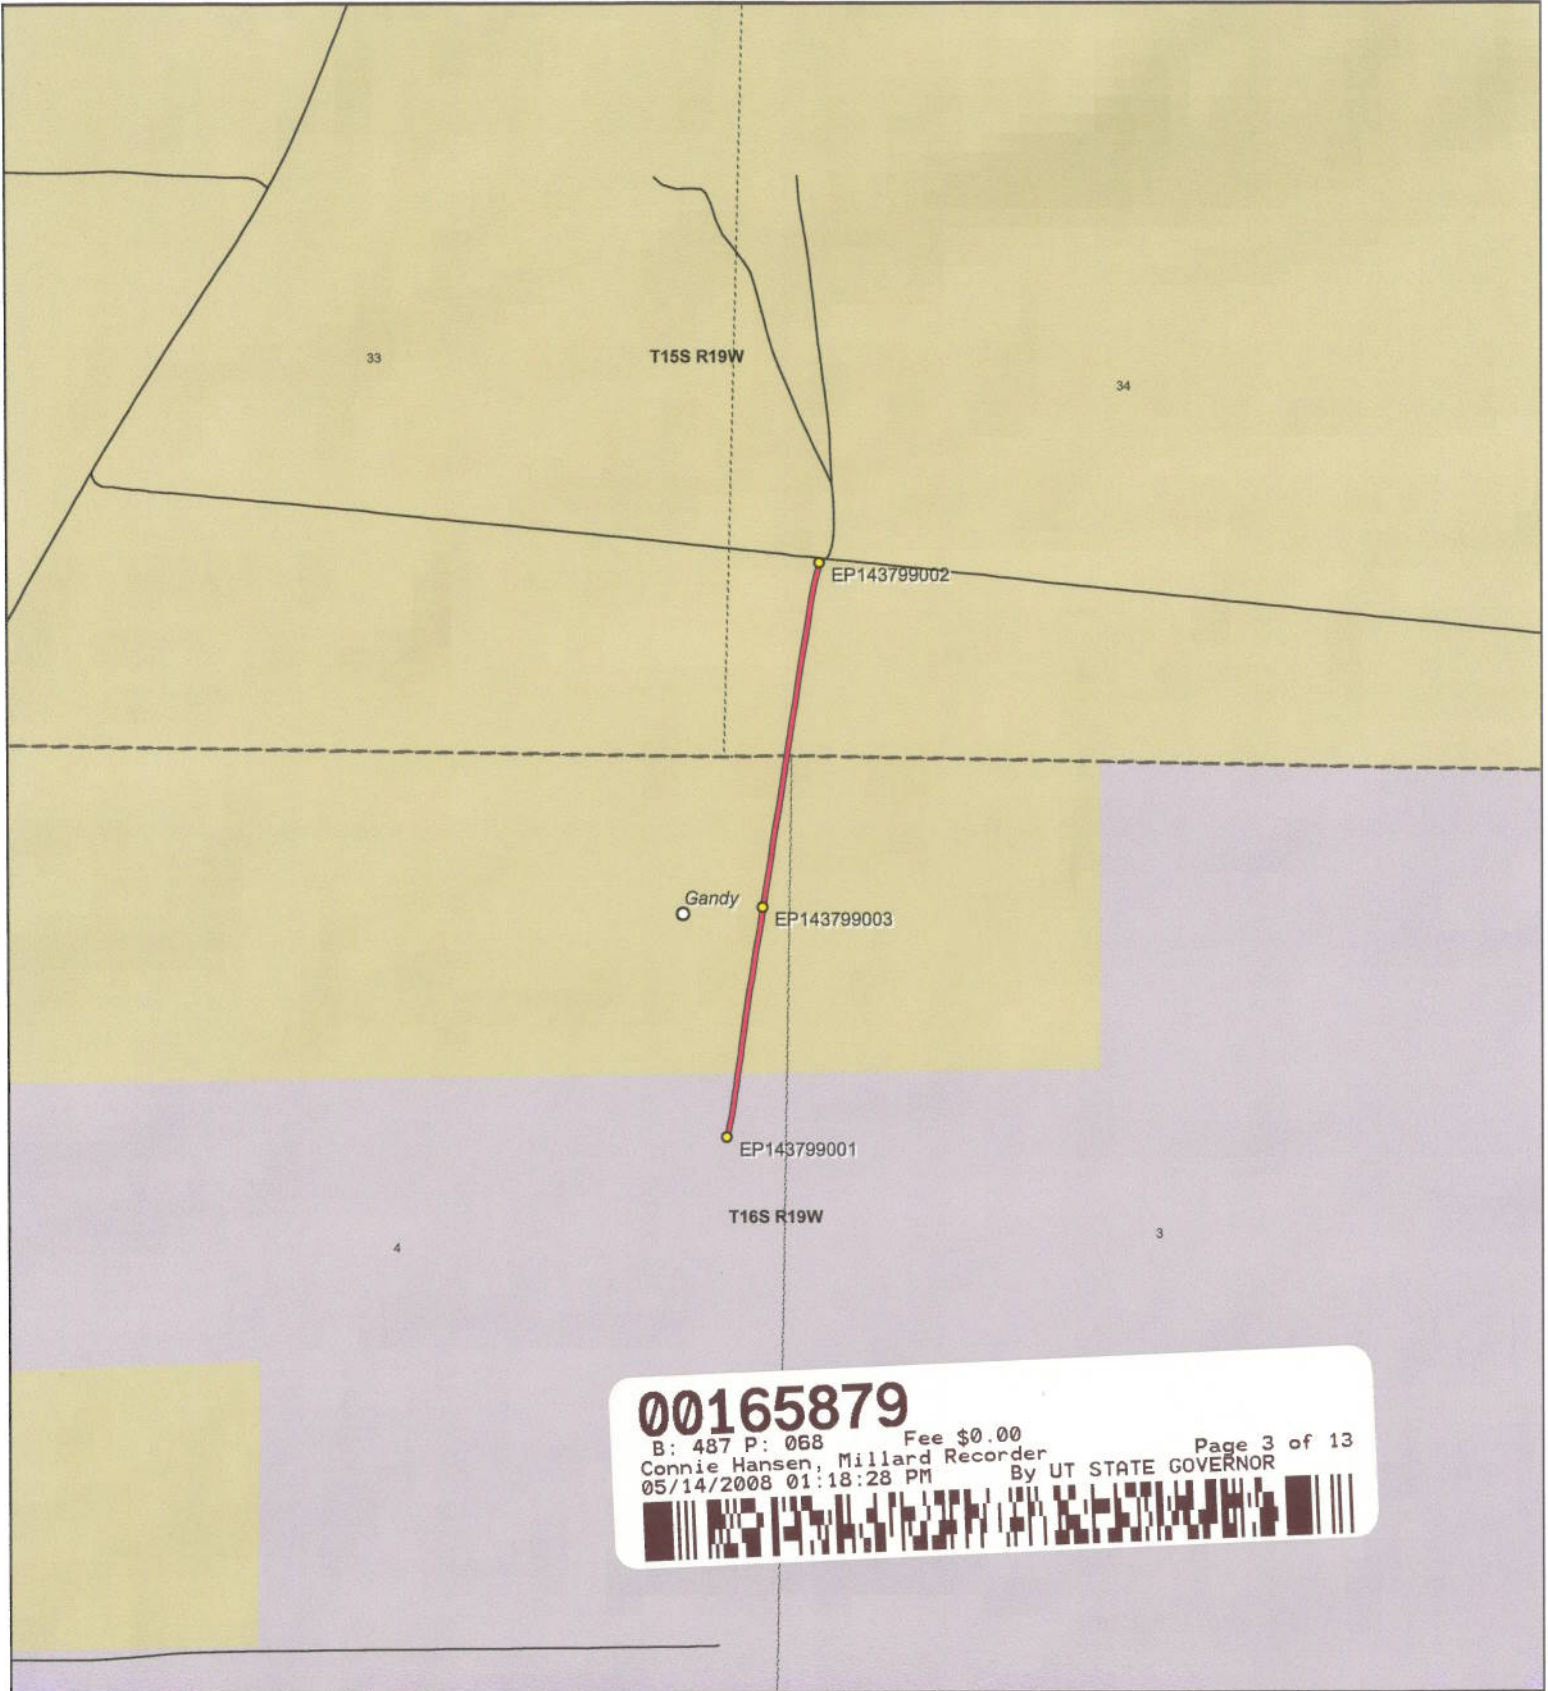 33
T15S R19W
34
EP143799002
Gandy
EP143799003
EP143799001
T16S R19W
4
3
00165879
B: 487 P: 068 Fee $0.00 Page 3 of 13
Connie Hansen, Millard Recorder
05/14/2008 01:18:28 PM By UT STATE GOVERNOR